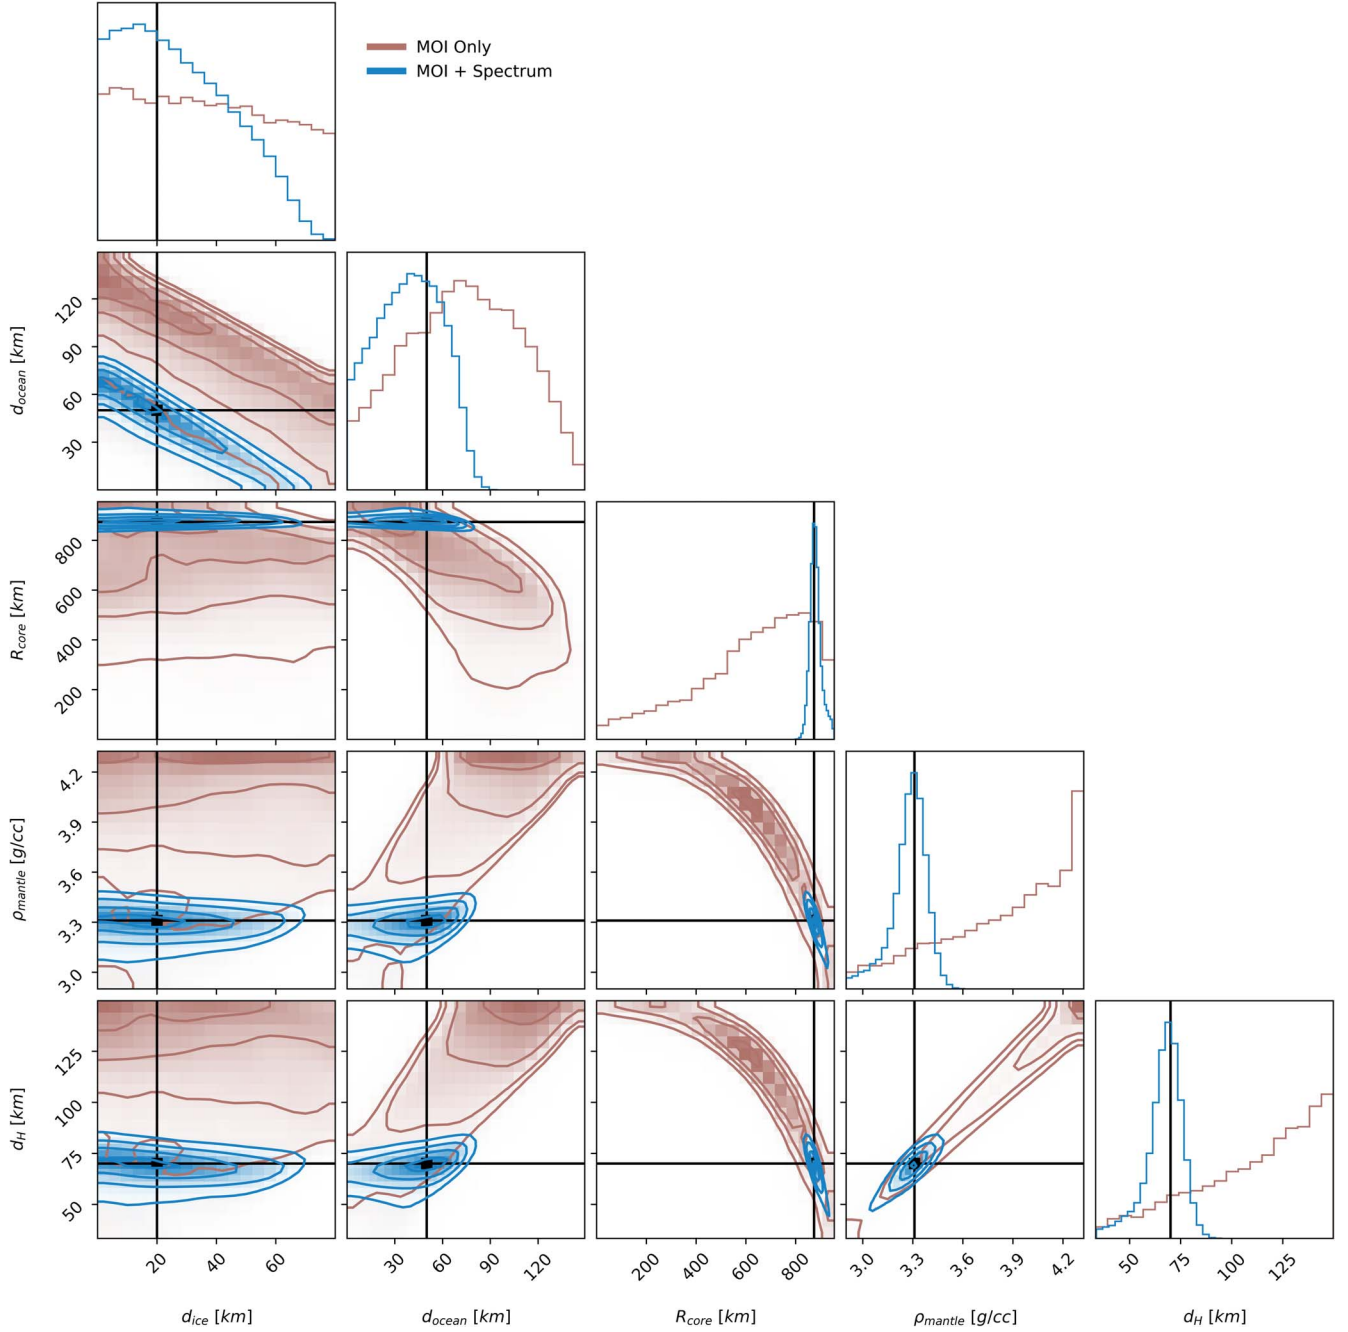 MOI Only
MOI + Spectrum
120
90
60
30
d_ocean [km]
800
600
400
200
R_core [km]
4.2
3.9
3.6
3.3
3.0
ρ_mantle [g/cc]
125
100
75
50
d_H [km]
20 40 60
30 60 90 120
200 400 600 800
3.0 3.3 3.6 3.9 4.2
50 75 100 125
d_ice [km]
d_ocean [km]
R_core [km]
ρ_mantle [g/cc]
d_H [km]